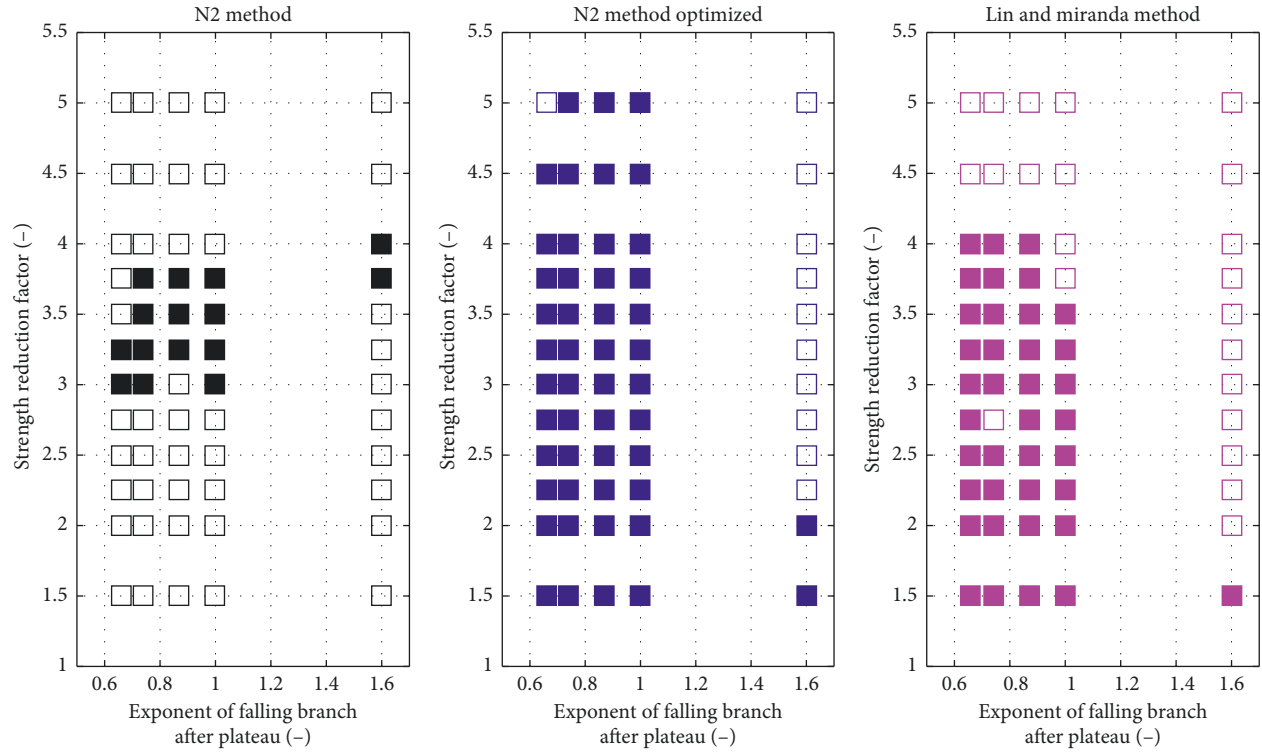 N2 method
N2 method optimized
Lin and miranda method
Strength reduction factor (–)
5.5
5
4.5
4
3.5
3
2.5
2
1.5
1
0.6 0.8 1 1.2 1.4 1.6
Exponent of falling branch
after plateau (–)
Strength reduction factor (–)
5.5
5
4.5
4
3.5
3
2.5
2
1.5
1
0.6 0.8 1 1.2 1.4 1.6
Exponent of falling branch
after plateau (–)
Strength reduction factor (–)
5.5
5
4.5
4
3.5
3
2.5
2
1.5
1
0.6 0.8 1 1.2 1.4 1.6
Exponent of falling branch
after plateau (–)